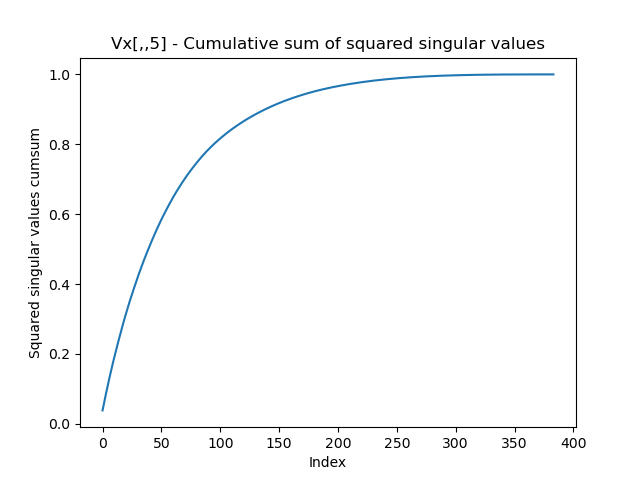 Vx[,,5] - Cumulative sum of squared singular values
1.0
0.8
0.6
0.4
0.2
0.0
Squared singular values cumsum
0 50 100 150 200 250 300 350 400
Index